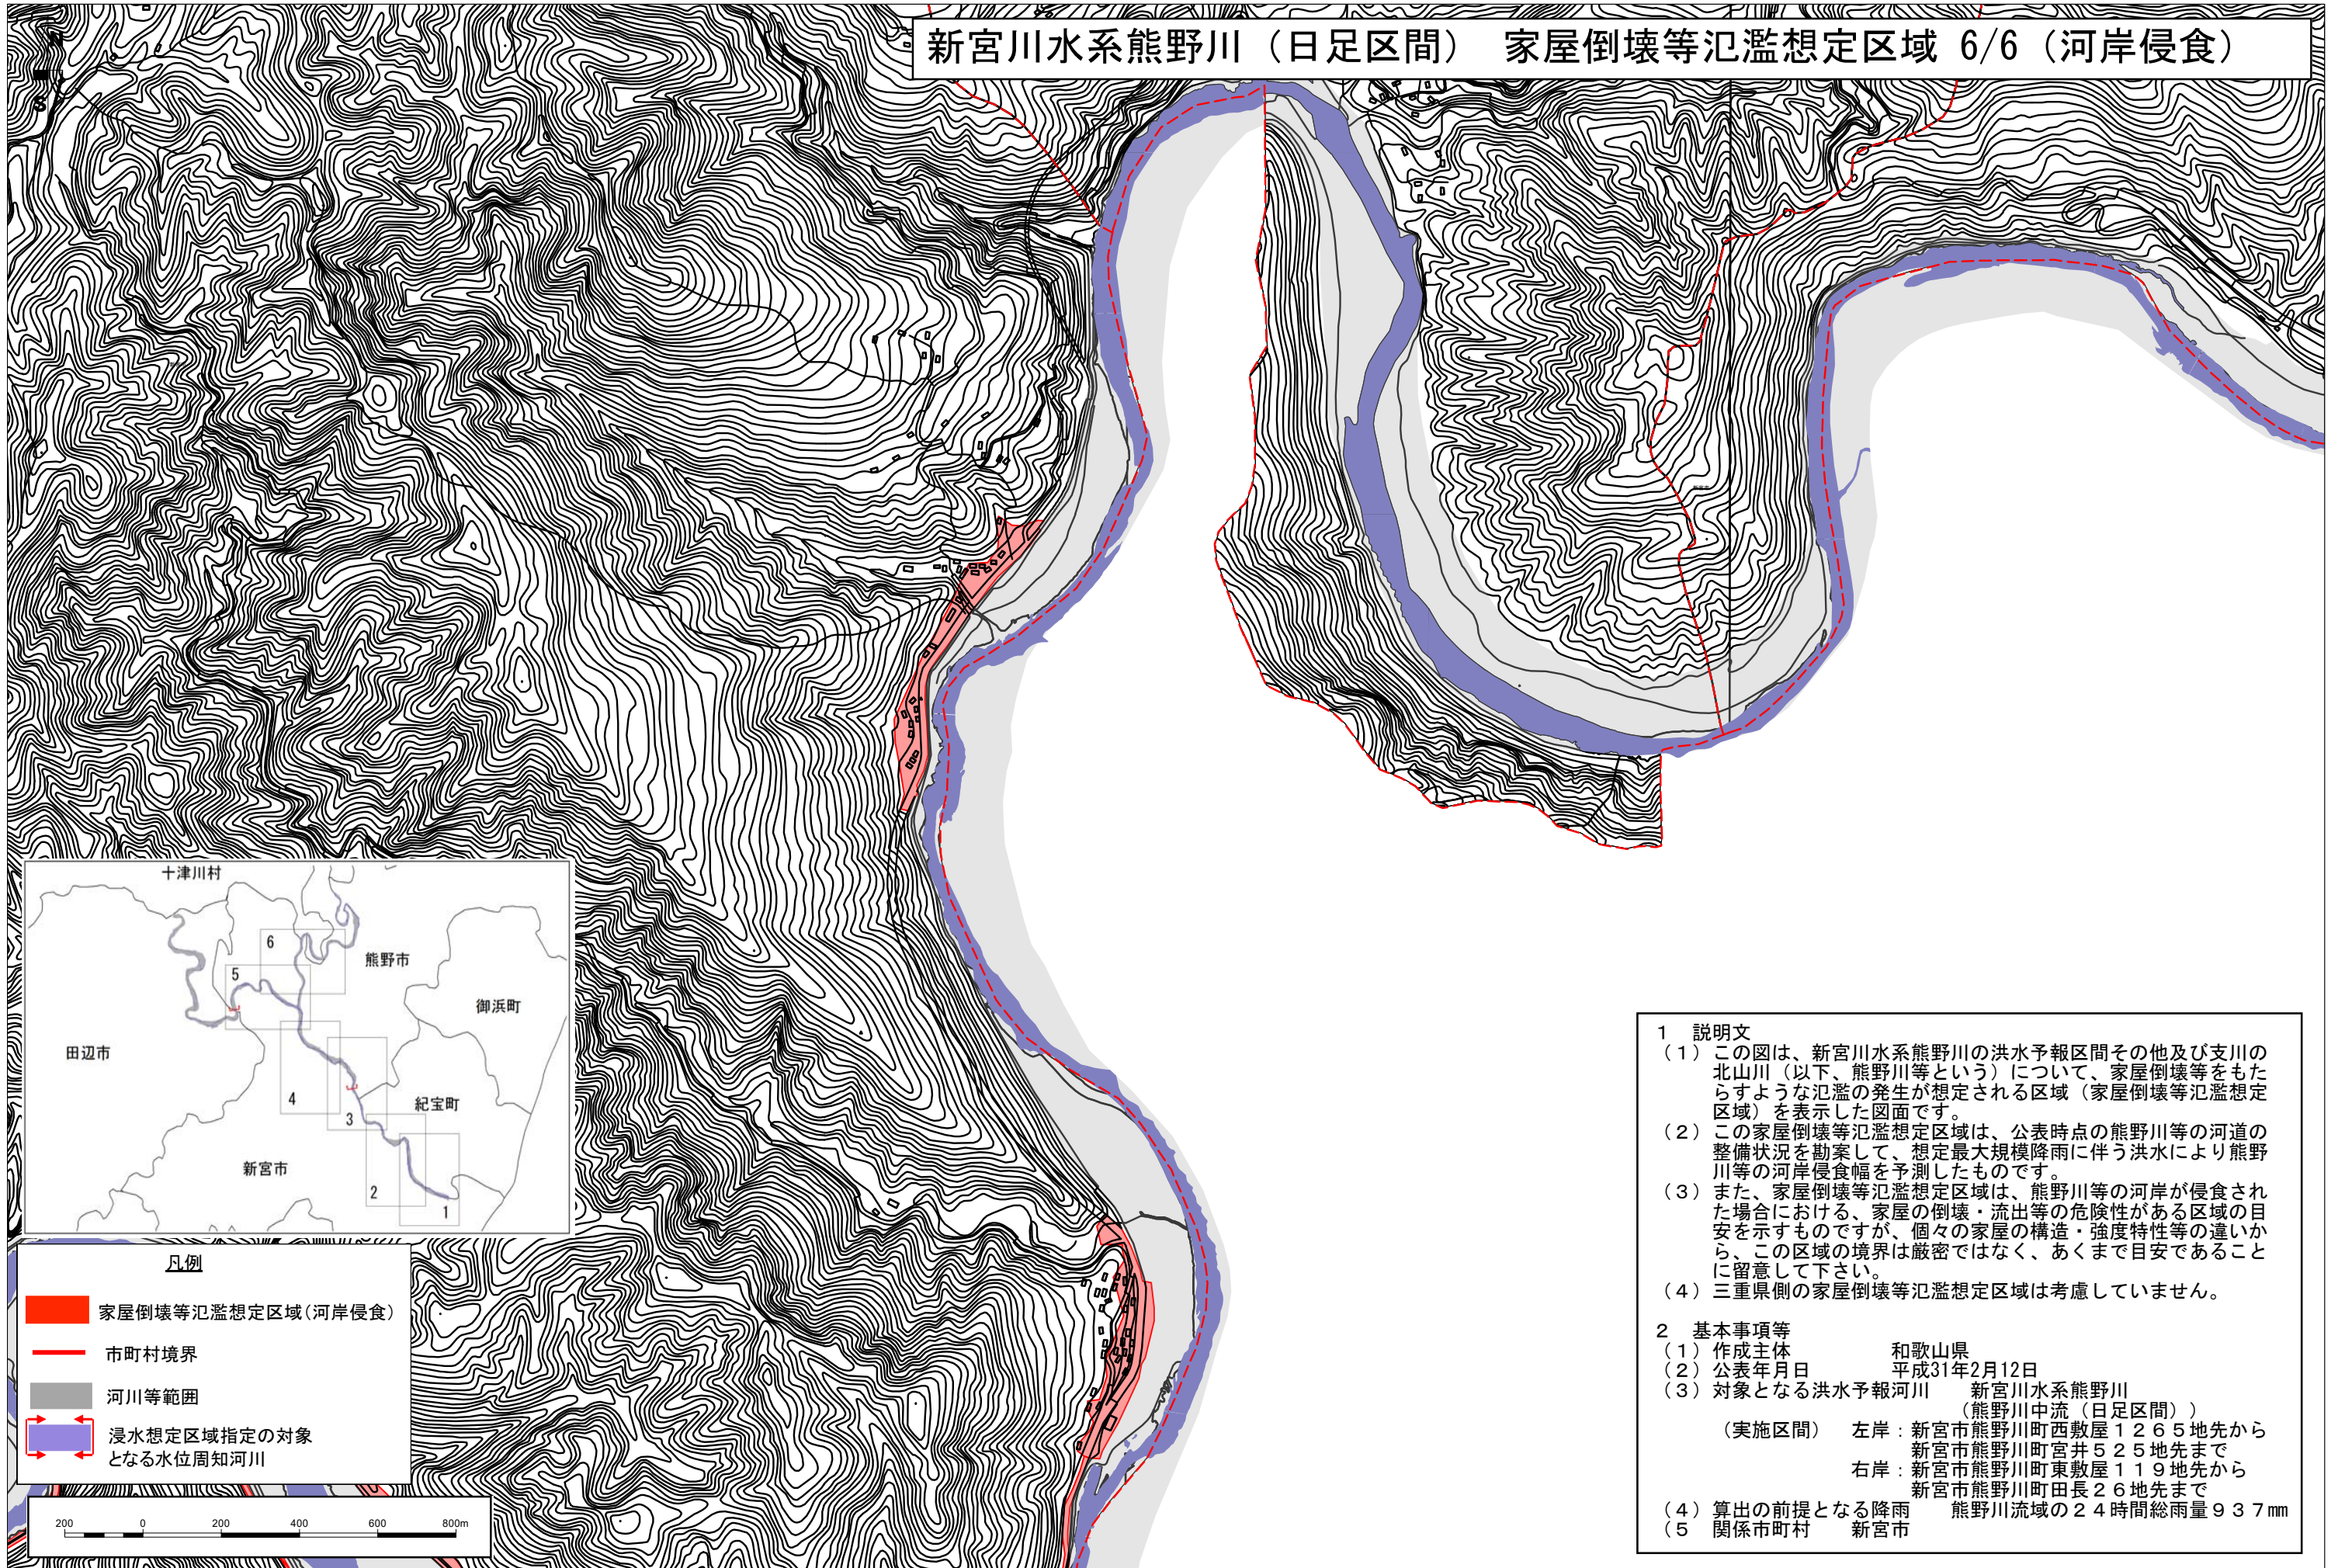 新宮川水系熊野川（日足区間）　家屋倒壊等氾濫想定区域 6/6（河岸侵食）
N
S
十津川村
6
熊野市
5
御浜町
田辺市
4
紀宝町
3
新宮市
2
1
凡例
家屋倒壊等氾濫想定区域(河岸侵食)
市町村境界
河川等範囲
浸水想定区域指定の対象
となる水位周知河川
200 0 200 400 600 800m
1　説明文
（1）この図は、新宮川水系熊野川の洪水予報区間その他及び支川の
北山川（以下、熊野川等という）について、家屋倒壊等をもた
らすような氾濫の発生が想定される区域（家屋倒壊等氾濫想定
区域）を表示した図面です。
（2）この家屋倒壊等氾濫想定区域は、公表時点の熊野川等の河道の
整備状況を勘案して、想定最大規模降雨に伴う洪水により熊野
川等の河岸侵食幅を予測したものです。
（3）また、家屋倒壊等氾濫想定区域は、熊野川等の河岸が侵食され
た場合における、家屋の倒壊・流出等の危険性がある区域の目
安を示すものですが、個々の家屋の構造・強度特性等の違いか
ら、この区域の境界は厳密ではなく、あくまで目安であること
に留意して下さい。
（4）三重県側の家屋倒壊等氾濫想定区域は考慮していません。
2　基本事項等
（1）作成主体　和歌山県
（2）公表年月日　平成31年2月12日
（3）対象となる洪水予報河川　新宮川水系熊野川
（熊野川中流（日足区間））
（実施区間）　左岸：新宮市熊野川町西敷屋１２６５地先から
新宮市熊野川町宮井５２５地先まで
右岸：新宮市熊野川町東敷屋１１９地先から
新宮市熊野川町田長２６地先まで
（4）算出の前提となる降雨　熊野川流域の２４時間総雨量９３７㎜
（5　関係市町村　新宮市